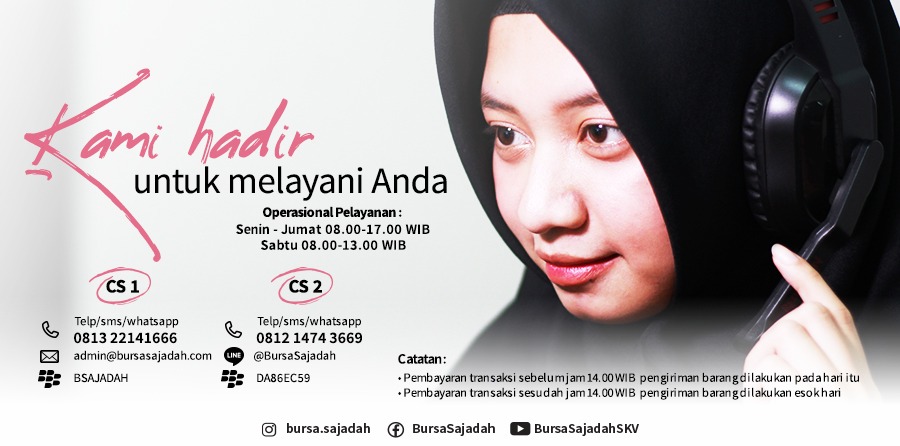 Kami hadir
untuk melayani Anda
Operasional Pelayanan :
Senin - Jumat 08.00-17.00 WIB
Sabtu 08.00-13.00 WIB
CS 1
Telp/sms/whatsapp
0813 22141666
admin@bursasajadah.com
BSAJADAH
CS 2
Telp/sms/whatsapp
0812 1474 3669
LINE @BursaSajadah
DA86EC59
Catatan :
• Pembayaran transaksi sebelum jam 14.00 WIB pengiriman barang dilakukan pada hari itu
• Pembayaran transaksi sesudah jam 14.00 WIB pengiriman barang dilakukan esok hari
bursa.sajadah BursaSajadah BursaSajadahSKV